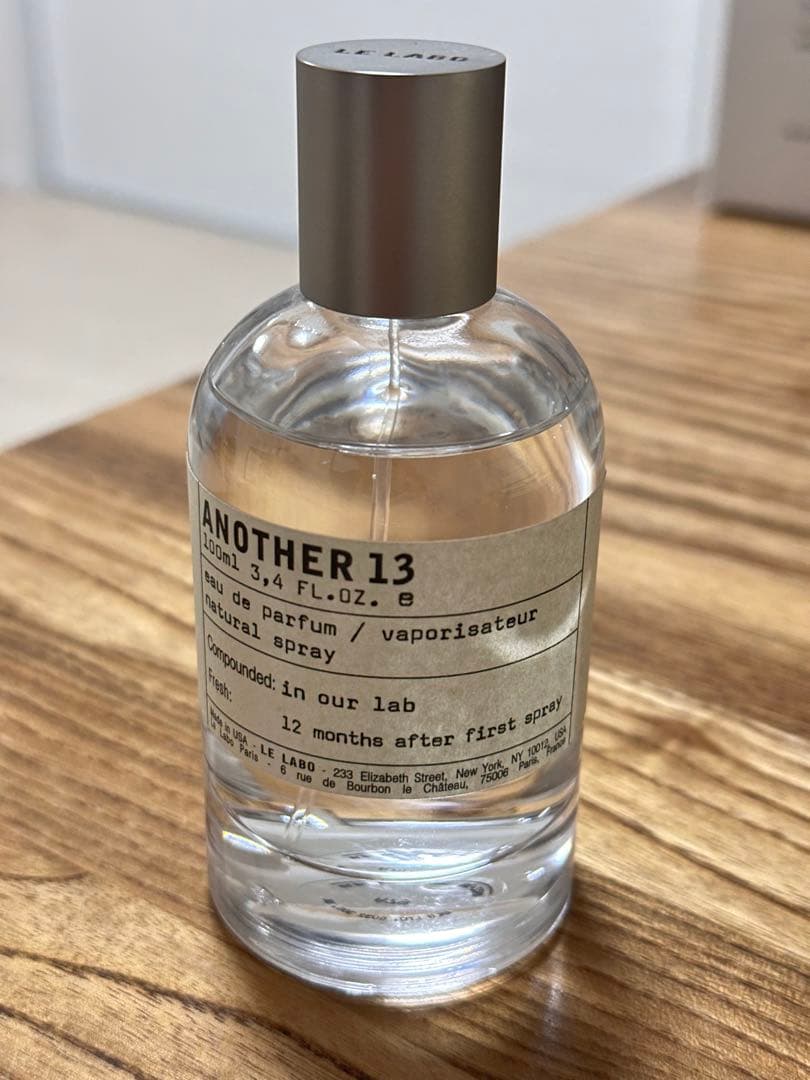 LE LABO
ANOTHER 13
100ml 3,4 FL.OZ. e
eau de parfum / vaporisateur
natural spray
Compounded: in our lab
Fresh: 12 months after first spray
Made in USA - LE LABO - 233 Elizabeth Street, New York, NY 10012, USA
Le Labo Paris - 6 rue de Bourbon le Château, 75006 Paris, France